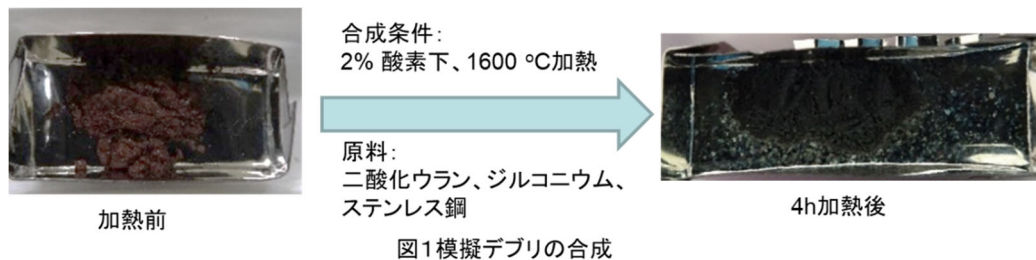 合成条件:
2% 酸素下、1600 ℃加熱
原料:
二酸化ウラン、ジルコニウム、
ステンレス鋼
加熱前
4h加熱後
図1模擬デブリの合成